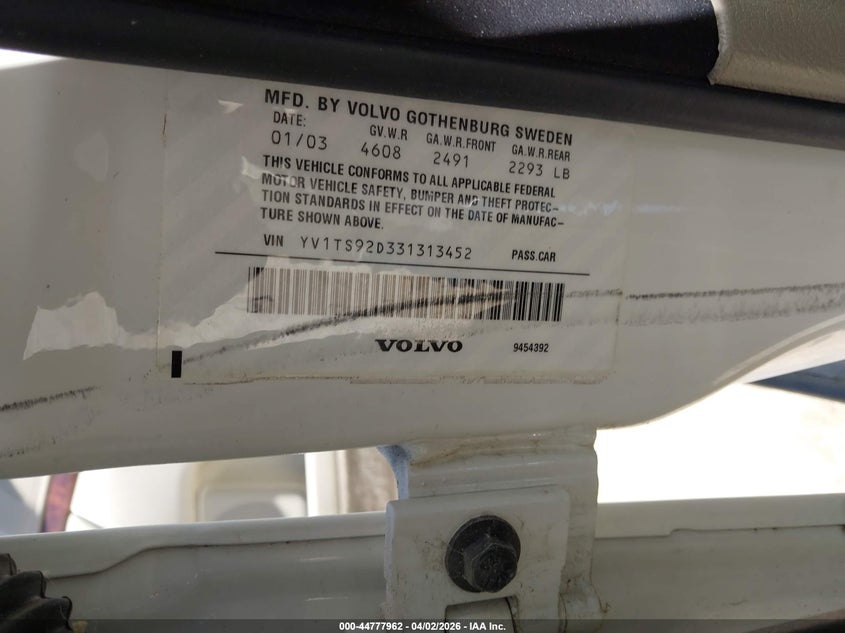 MFD. BY VOLVO GOTHENBURG SWEDEN
DATE: GV.W.R GA.W.R.FRONT GA.W.R.REAR
01/03 4608 2491 2293 LB
THIS VEHICLE CONFORMS TO ALL APPLICABLE FEDERAL
MOTOR VEHICLE SAFETY, BUMPER AND THEFT PROTEC-
TION STANDARDS IN EFFECT ON THE DATE OF MANUFAC-
TURE SHOWN ABOVE.
VIN YV1TS92D331313452 PASS.CAR
VOLVO 9454392
000-44777962 - 04/02/2026 - IAA Inc.